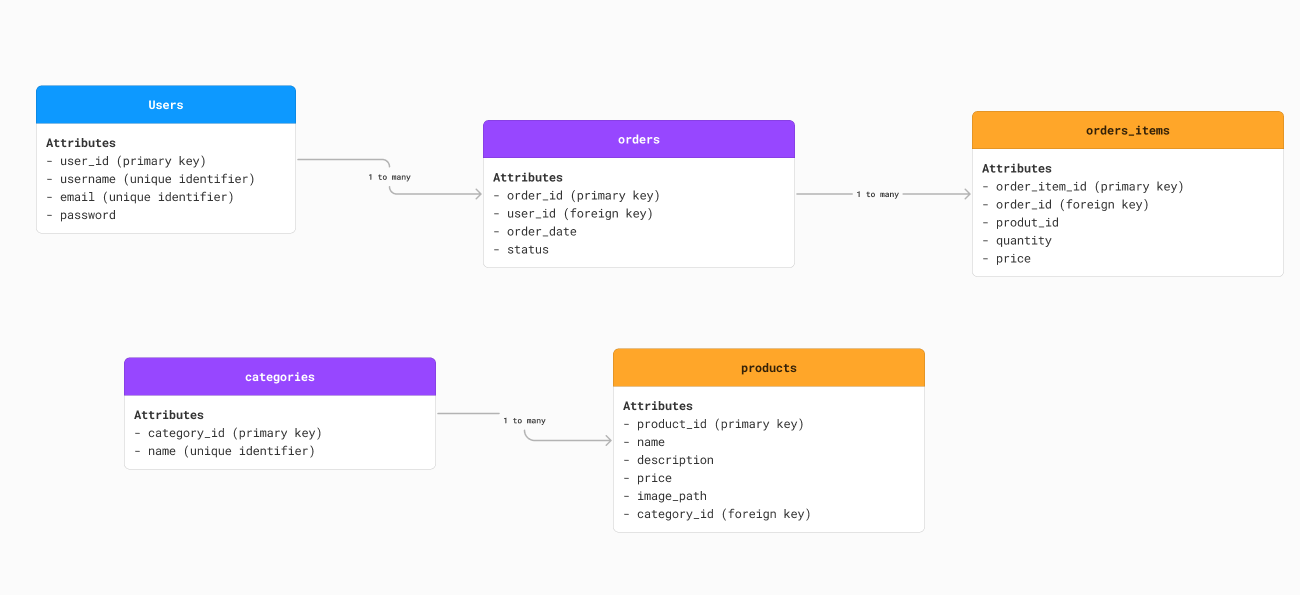 Users
Attributes
- user_id (primary key)
- username (unique identifier)
- email (unique identifier)
- password
1 to many
orders
Attributes
- order_id (primary key)
- user_id (foreign key)
- order_date
- status
1 to many
orders_items
Attributes
- order_item_id (primary key)
- order_id (foreign key)
- produt_id
- quantity
- price
categories
Attributes
- category_id (primary key)
- name (unique identifier)
1 to many
products
Attributes
- product_id (primary key)
- name
- description
- price
- image_path
- category_id (foreign key)